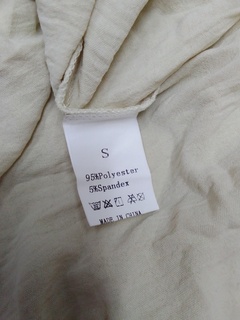 S
95%Polyester
5%Spandex
MADE IN CHINA